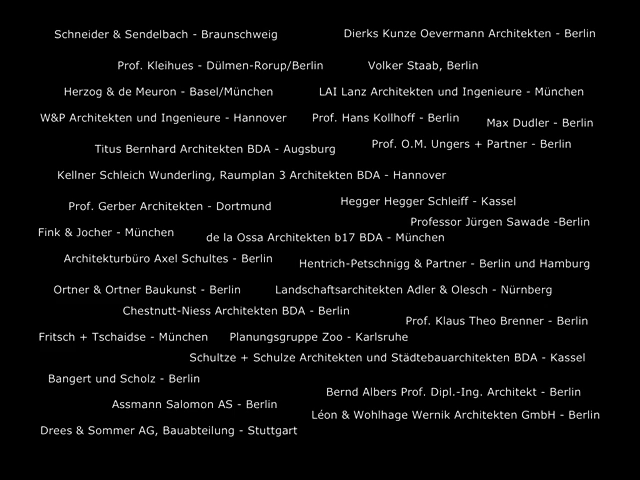 Schneider & Sendelbach - Braunschweig
Dierks Kunze Oevermann Architekten - Berlin
Prof. Kleihues - Dülmen-Rorup/Berlin
Volker Staab, Berlin
Herzog & de Meuron - Basel/München
LAI Lanz Architekten und Ingenieure - München
W&P Architekten und Ingenieure - Hannover
Prof. Hans Kollhoff - Berlin
Max Dudler - Berlin
Titus Bernhard Architekten BDA - Augsburg
Prof. O.M. Ungers + Partner - Berlin
Kellner Schleich Wunderling, Raumplan 3 Architekten BDA - Hannover
Prof. Gerber Architekten - Dortmund
Hegger Hegger Schleiff - Kassel
Professor Jürgen Sawade -Berlin
Fink & Jocher - München
de la Ossa Architekten b17 BDA - München
Architekturbüro Axel Schultes - Berlin
Hentrich-Petschnigg & Partner - Berlin und Hamburg
Ortner & Ortner Baukunst - Berlin
Landschaftsarchitekten Adler & Olesch - Nürnberg
Chestnutt-Niess Architekten BDA - Berlin
Prof. Klaus Theo Brenner - Berlin
Fritsch + Tschaidse - München
Planungsgruppe Zoo - Karlsruhe
Schultze + Schulze Architekten und Städtebauarchitekten BDA - Kassel
Bangert und Scholz - Berlin
Bernd Albers Prof. Dipl.-Ing. Architekt - Berlin
Assmann Salomon AS - Berlin
Léon & Wohlhage Wernik Architekten GmbH - Berlin
Drees & Sommer AG, Bauabteilung - Stuttgart